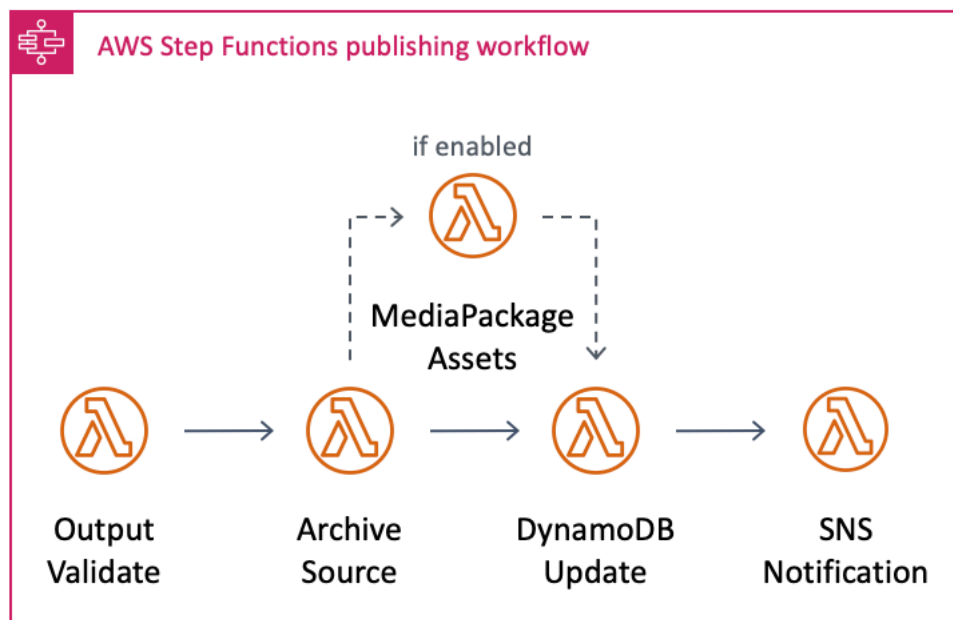 AWS Step Functions publishing workflow
if enabled
MediaPackage
Assets
Output
Validate
Archive
Source
DynamoDB
Update
SNS
Notification